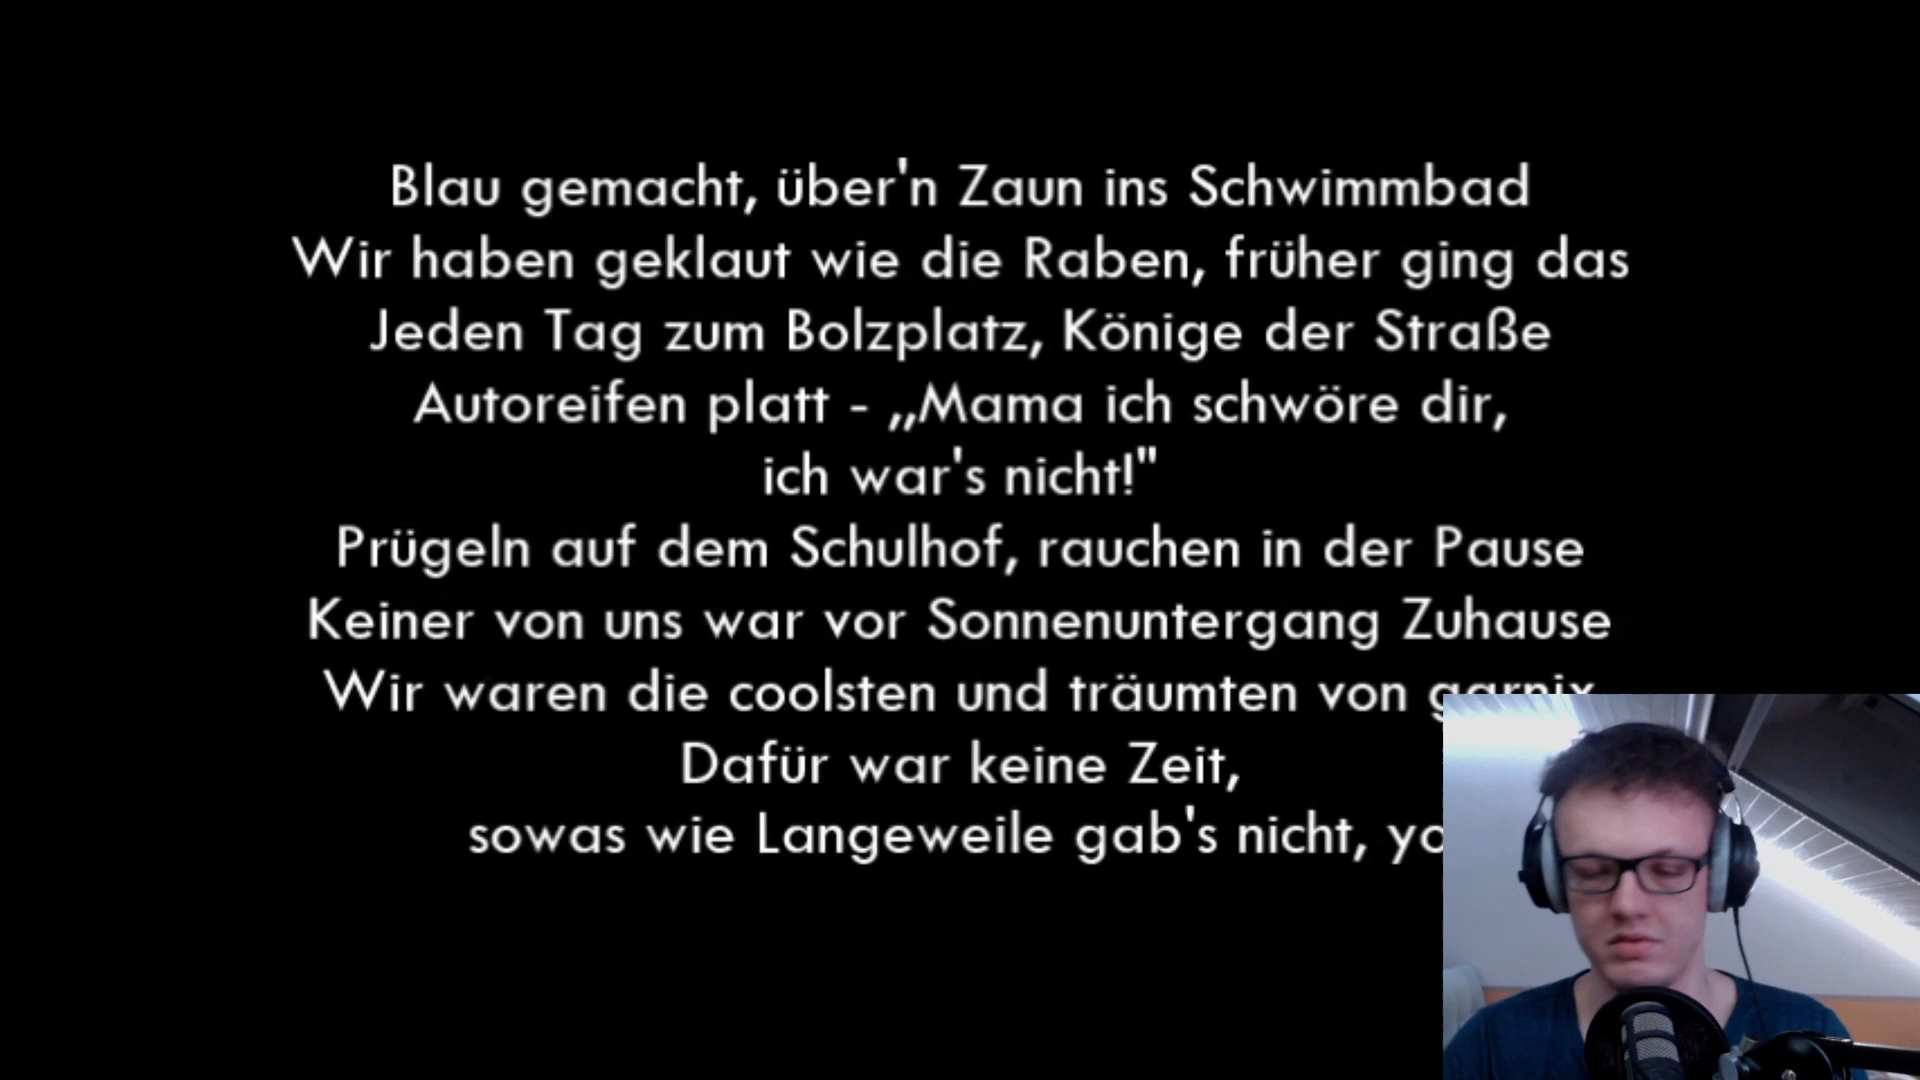 Blau gemacht, über'n Zaun ins Schwimmbad
Wir haben geklaut wie die Raben, früher ging das
Jeden Tag zum Bolzplatz, Könige der Straße
Autoreifen platt - ,,Mama ich schwöre dir,
ich war's nicht!"
Prügeln auf dem Schulhof, rauchen in der Pause
Keiner von uns war vor Sonnenuntergang Zuhause
Wir waren die coolsten und träumten von garnix
Dafür war keine Zeit,
sowas wie Langeweile gab's nicht,